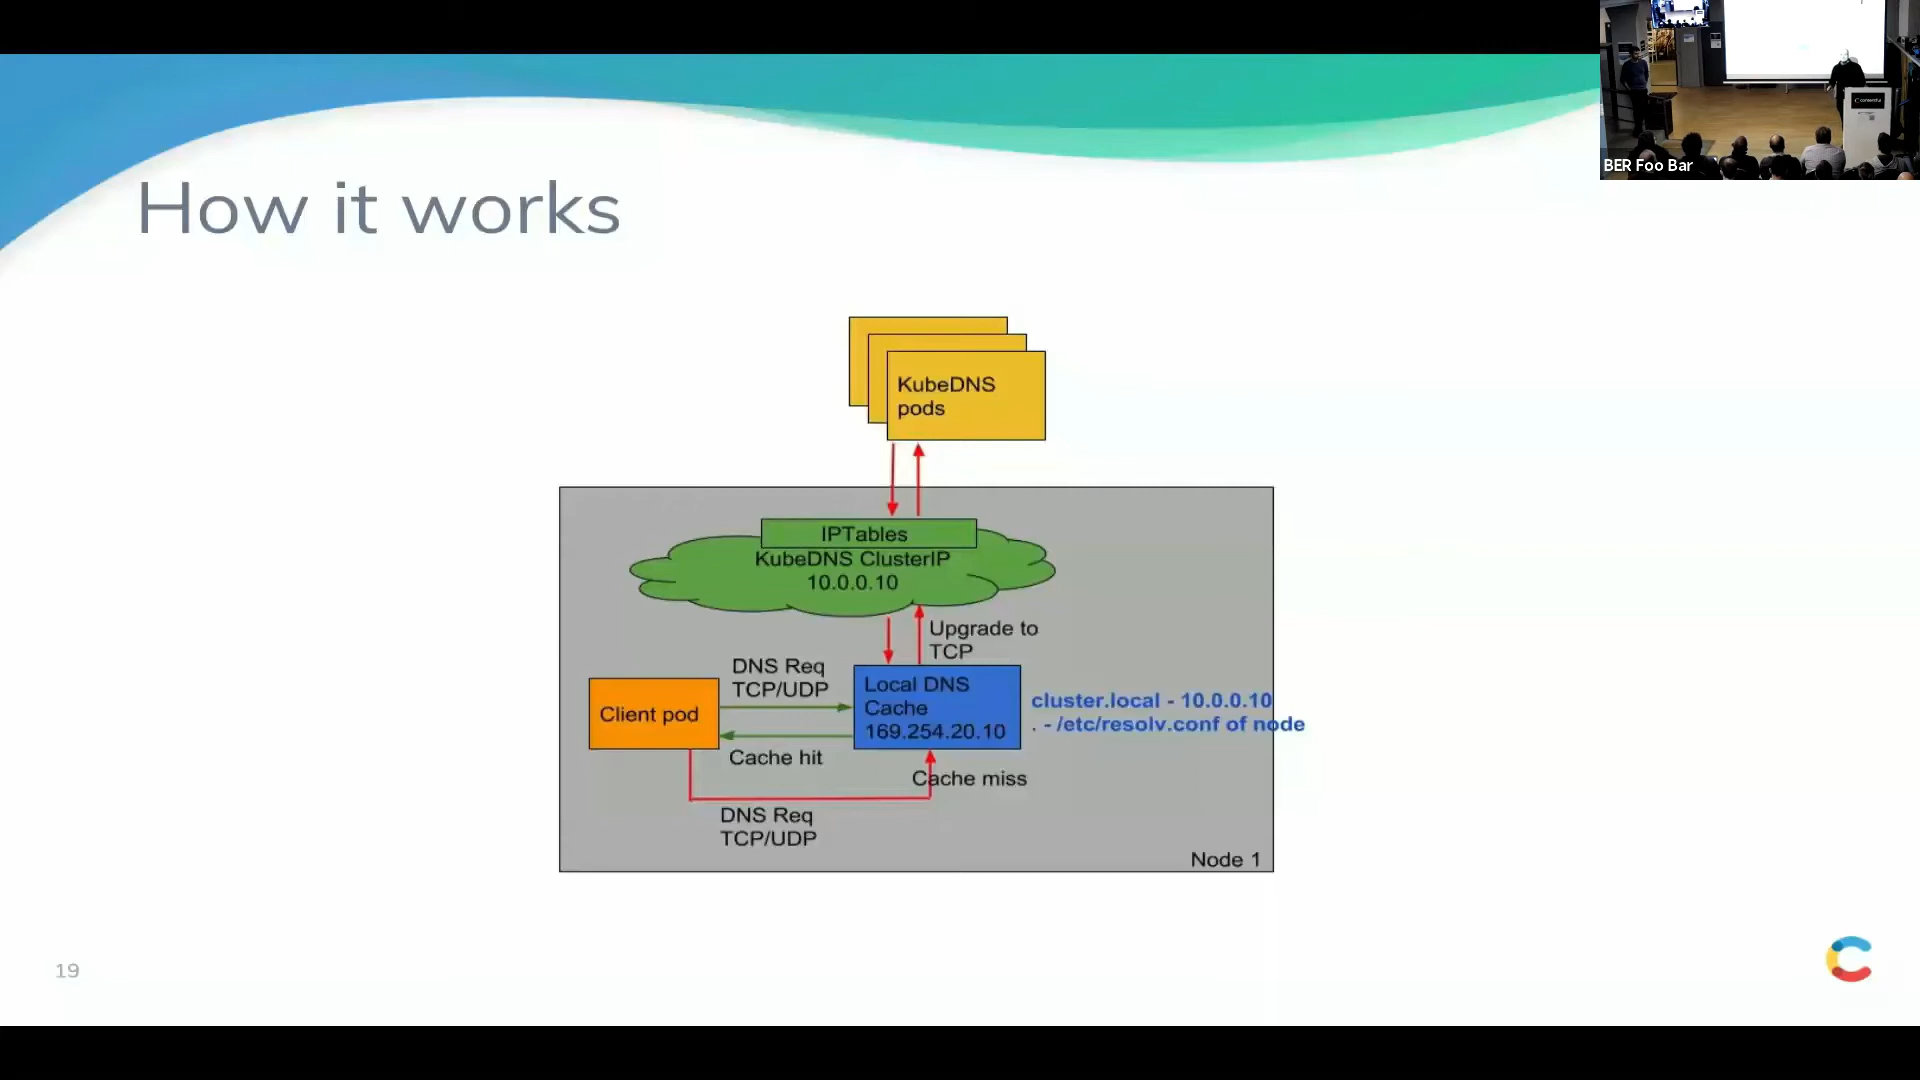 BER Foo Bar
How it works
KubeDNS
pods
IPTables
KubeDNS ClusterIP
10.0.0.10
Upgrade to
TCP
DNS Req
TCP/UDP
Client pod
Local DNS
Cache
169.254.20.10
cluster.local - 10.0.0.10
. - /etc/resolv.conf of node
Cache hit
Cache miss
DNS Req
TCP/UDP
Node 1
19